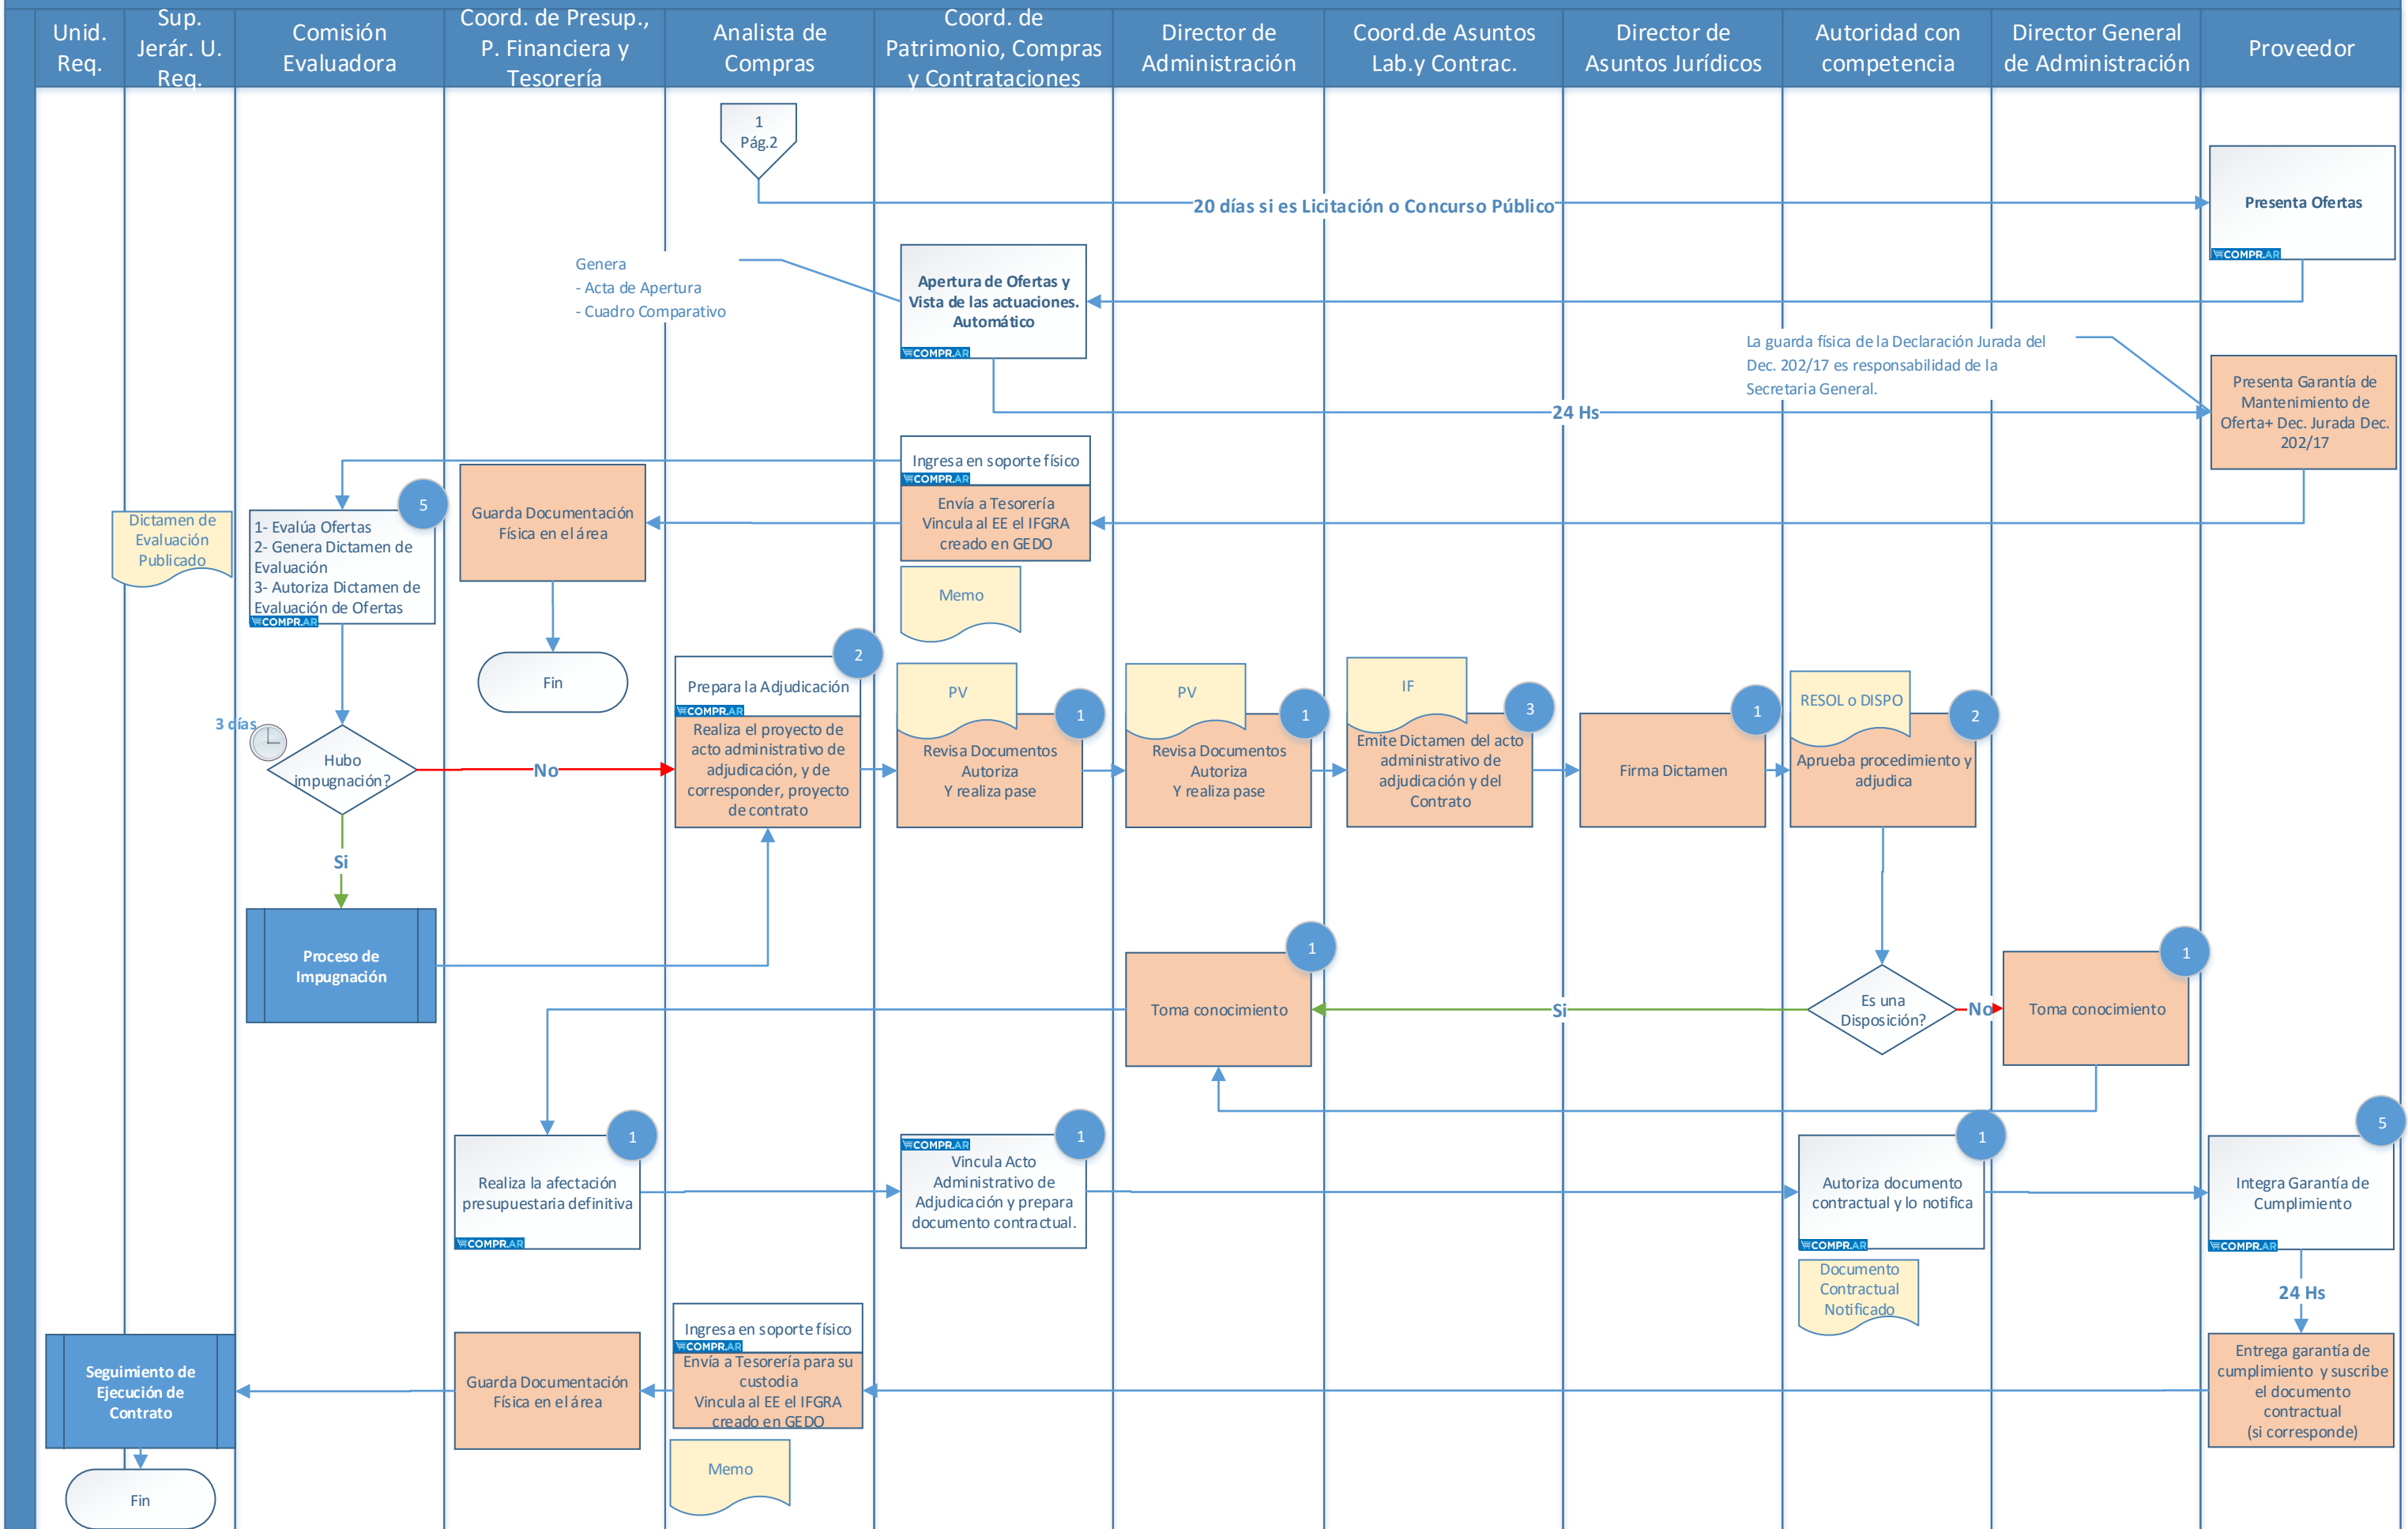 Unid.
Req.
Sup.
Jerár. U.
Req.
Comisión
Evaluadora
Coord. de Presup.,
P. Financiera y
Tesorería
Analista de
Compras
Coord. de
Patrimonio, Compras
y Contrataciones
Director de
Administración
Coord.de Asuntos
Lab.y Contrac.
Director de
Asuntos Jurídicos
Autoridad con
competencia
Director General
de Administración
Proveedor
1
Pág.2
20 días si es Licitación o Concurso Público
Presenta Ofertas
COMPR.AR
Genera
- Acta de Apertura
- Cuadro Comparativo
Apertura de Ofertas y
Vista de las actuaciones.
Automático
COMPR.AR
La guarda física de la Declaración Jurada del
Dec. 202/17 es responsabilidad de la
Secretaria General.
24 Hs
Presenta Garantía de
Mantenimiento de
Oferta+ Dec. Jurada Dec.
202/17
Ingresa en soporte físico
COMPR.AR
Envía a Tesorería
Vincula al EE el IFGRA
creado en GEDO
Memo
Guarda Documentación
Física en el área
Fin
Dictamen de
Evaluación
Publicado
5
1- Evalúa Ofertas
2- Genera Dictamen de
Evaluación
3- Autoriza Dictamen de
Evaluación de Ofertas
COMPR.AR
3 días
Hubo
impugnación?
No
Si
2
Prepara la Adjudicación
COMPR.AR
Realiza el proyecto de
acto administrativo de
adjudicación, y de
corresponder, proyecto
de contrato
PV
1
Revisa Documentos
Autoriza
Y realiza pase
PV
1
Revisa Documentos
Autoriza
Y realiza pase
IF
3
Emite Dictamen del acto
administrativo de
adjudicación y del
Contrato
1
Firma Dictamen
RESOL o DISPO
2
Aprueba procedimiento y
adjudica
Proceso de
Impugnación
1
Toma conocimiento
Si
Es una
Disposición?
No
1
Toma conocimiento
1
Realiza la afectación
presupuestaria definitiva
COMPR.AR
1
COMPR.AR
Vincula Acto
Administrativo de
Adjudicación y prepara
documento contractual.
1
Autoriza documento
contractual y lo notifica
COMPR.AR
Documento
Contractual
Notificado
5
Integra Garantía de
Cumplimiento
COMPR.AR
24 Hs
Entrega garantía de
cumplimiento y suscribe
el documento
contractual
(si corresponde)
Ingresa en soporte físico
COMPR.AR
Envía a Tesorería para su
custodia
Vincula al EE el IFGRA
creado en GEDO
Memo
Guarda Documentación
Física en el área
Seguimiento de
Ejecución de
Contrato
Fin